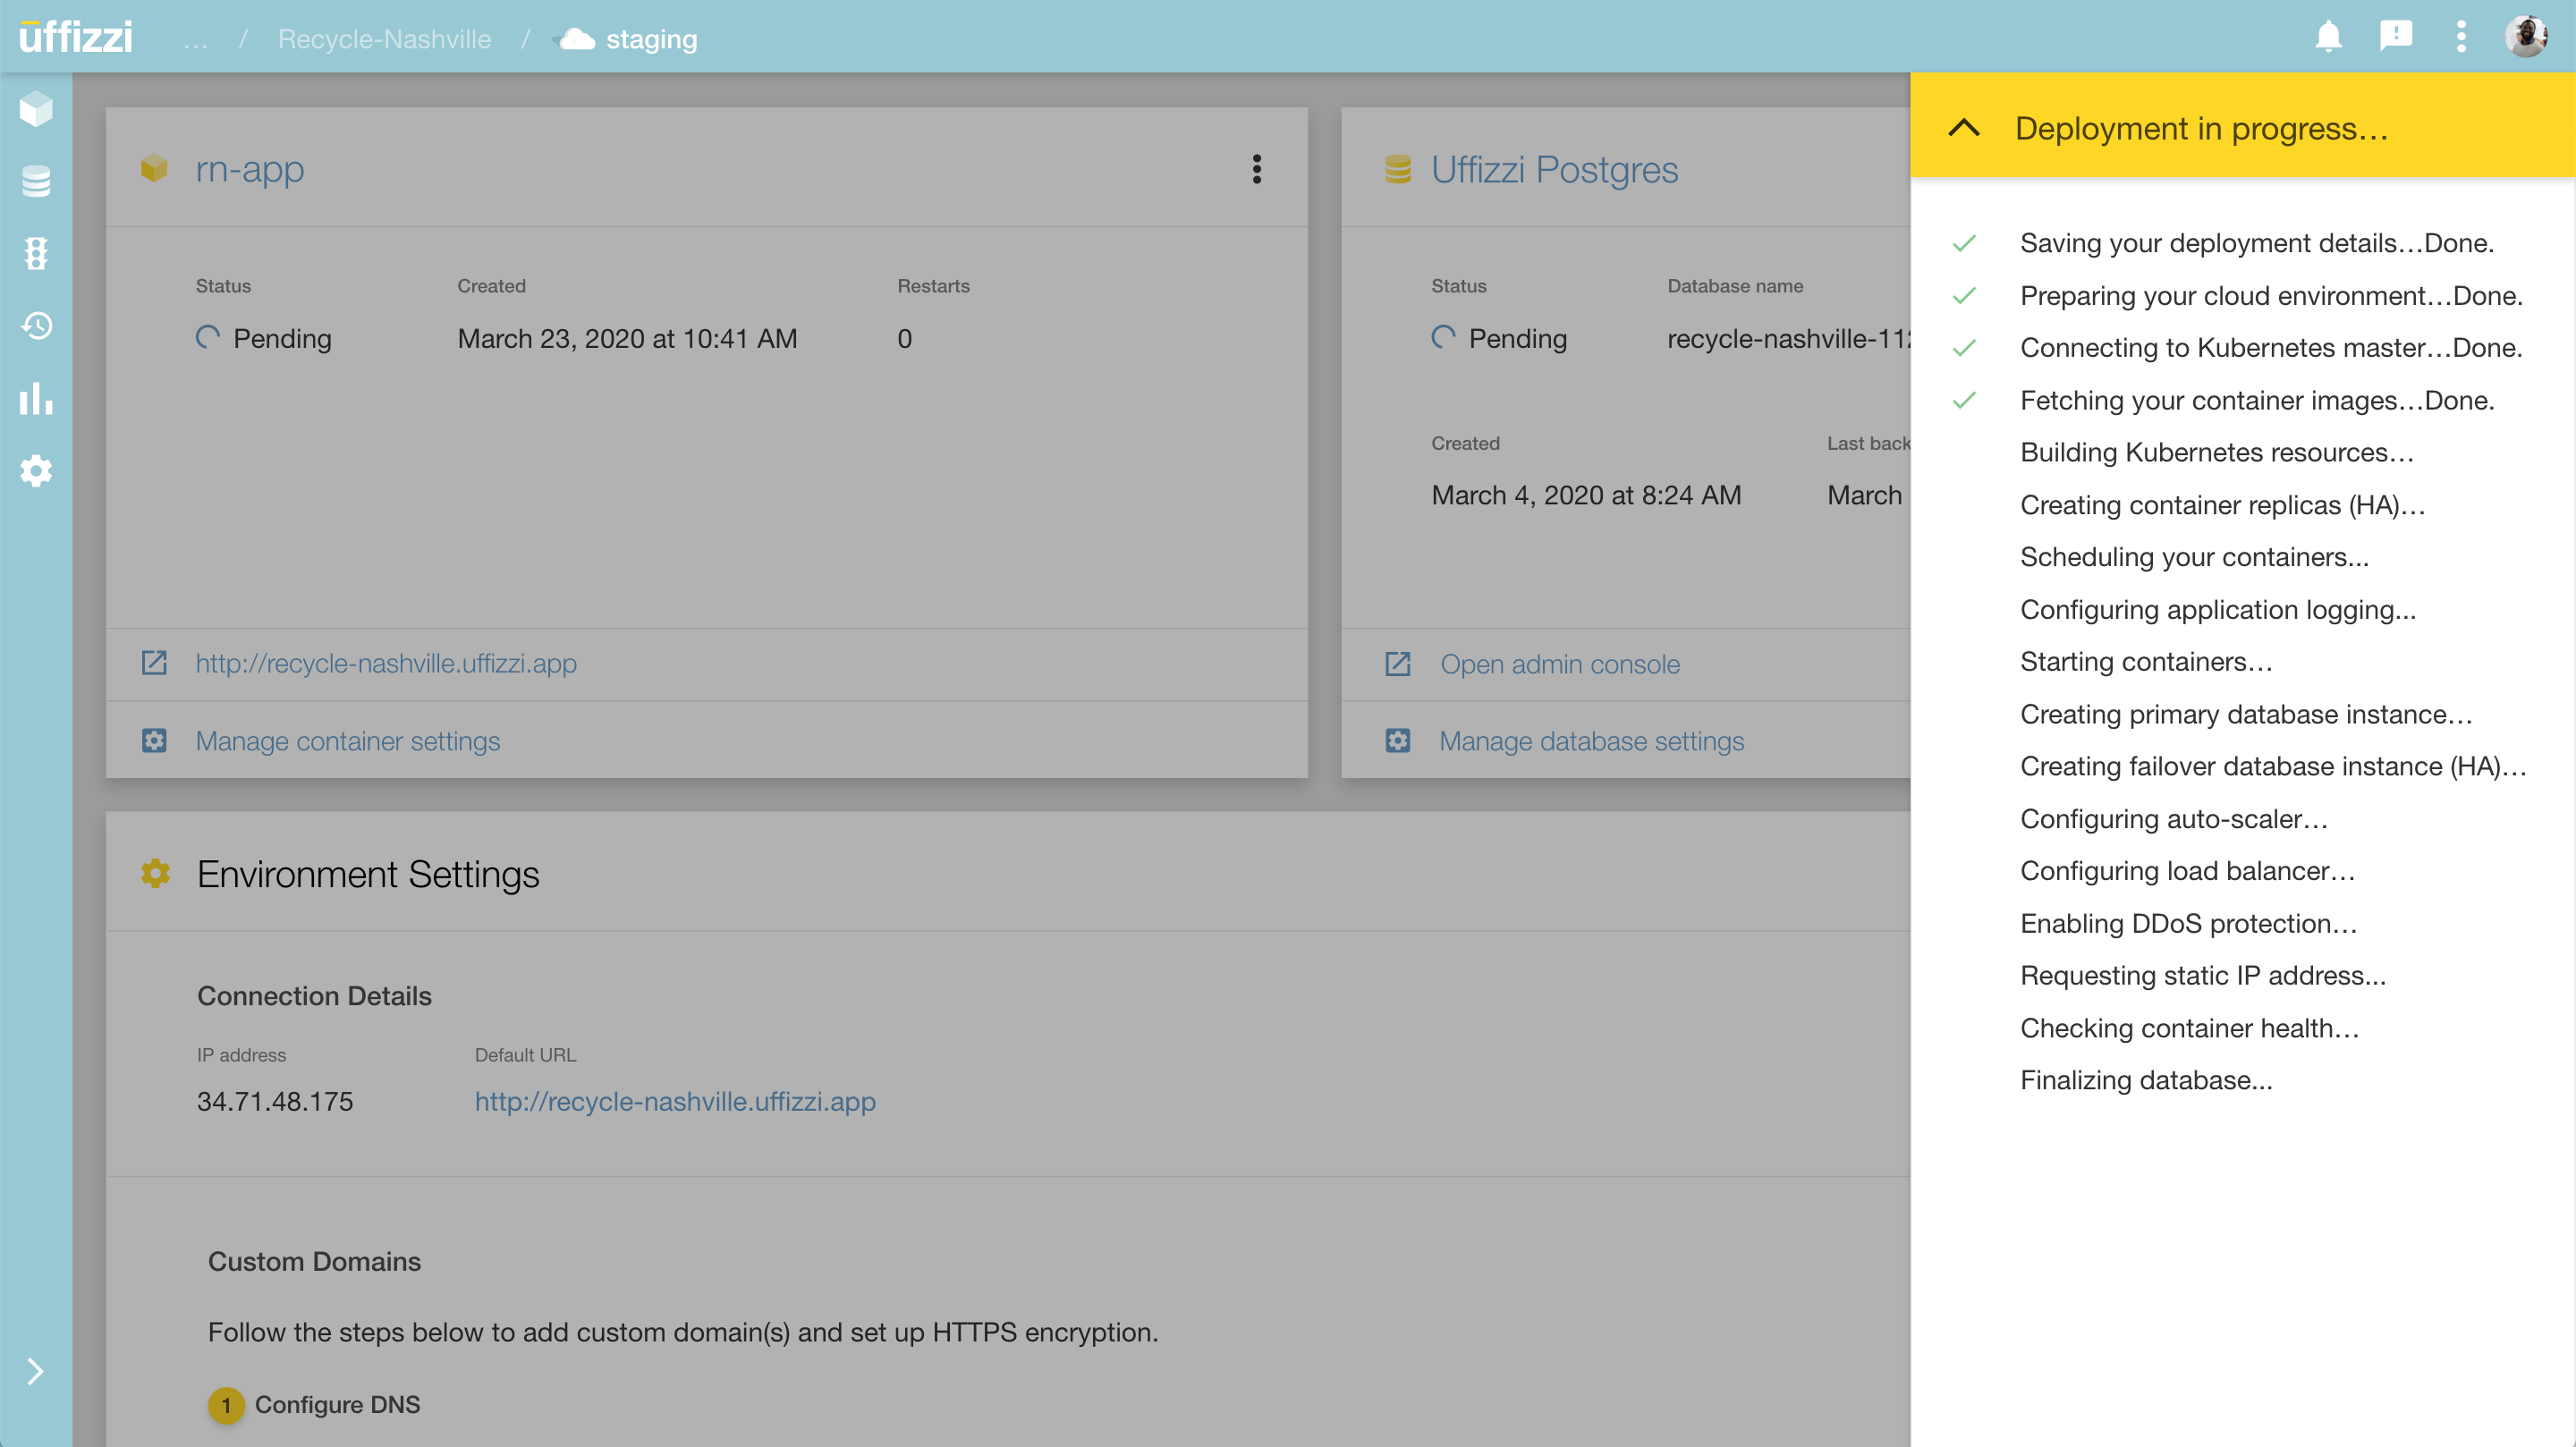 uffizzi
... / Recycle-Nashville / staging
rn-app
Status Created Restarts
Pending March 23, 2020 at 10:41 AM 0
http://recycle-nashville.uffizzi.app
Manage container settings
Uffizzi Postgres
Status Database name
Pending recycle-nashville-112
Created Last back
March 4, 2020 at 8:24 AM March
Open admin console
Manage database settings
Environment Settings
Connection Details
IP address Default URL
34.71.48.175 http://recycle-nashville.uffizzi.app
Custom Domains
Follow the steps below to add custom domain(s) and set up HTTPS encryption.
1 Configure DNS
Deployment in progress…
Saving your deployment details…Done.
Preparing your cloud environment…Done.
Connecting to Kubernetes master…Done.
Fetching your container images…Done.
Building Kubernetes resources…
Creating container replicas (HA)…
Scheduling your containers...
Configuring application logging...
Starting containers…
Creating primary database instance…
Creating failover database instance (HA)…
Configuring auto-scaler…
Configuring load balancer…
Enabling DDoS protection…
Requesting static IP address...
Checking container health…
Finalizing database...